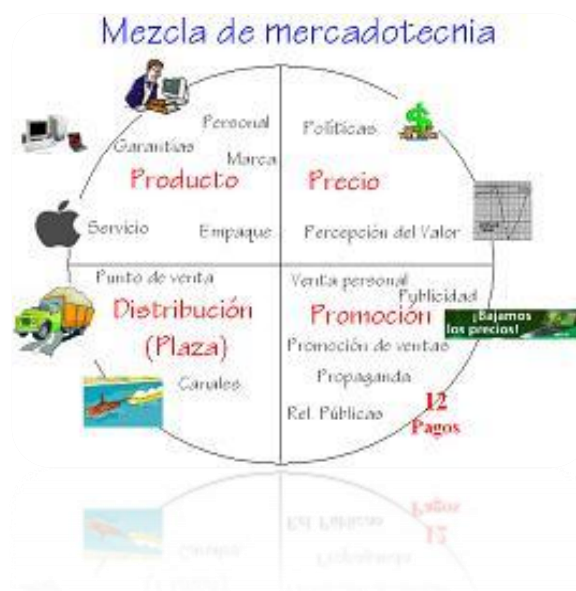 Mezcla de mercadotecnia
Personal
Garantías
Marca
Producto
Servicio
Empaque
Políticas
Precio
Percepción del Valor
Punto de venta
Distribución
(Plaza)
Canales
Venta personal
Publicidad
Promoción
¡Bajamos
los precios!
Promoción de ventas
Propaganda
Rel. Públicas
12
Pagos